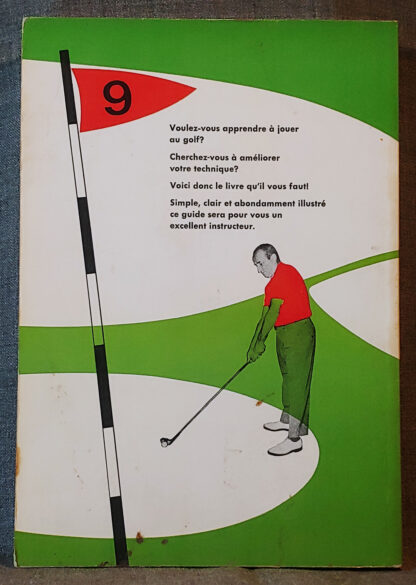 9
Voulez-vous apprendre à jouer
au golf?
Cherchez-vous à améliorer
votre technique?
Voici donc le livre qu'il vous faut!
Simple, clair et abondamment illustré
ce guide sera pour vous un
excellent instructeur.